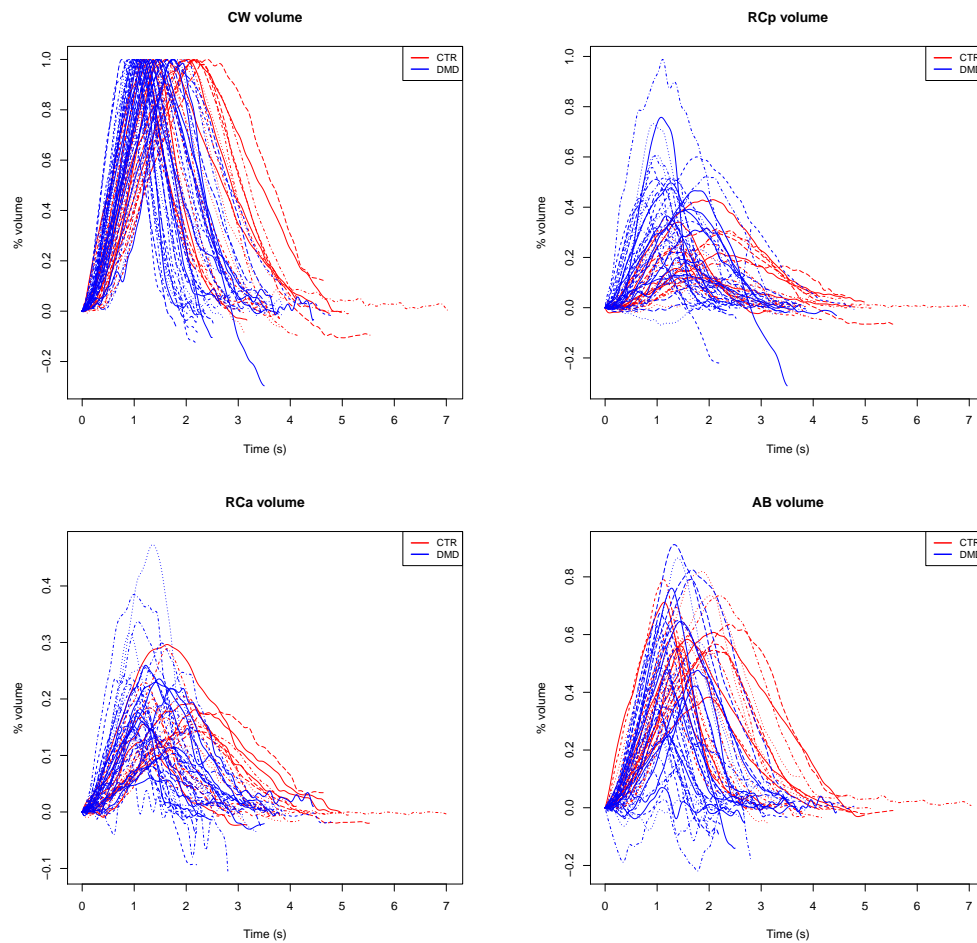 CW volume
CTR
DMD
% volume
1.0
0.8
0.6
0.4
0.2
0.0
−0.2
0 1 2 3 4 5 6 7
Time (s)
RCp volume
CTR
DMD
% volume
1.0
0.8
0.6
0.4
0.2
0.0
−0.2
0 1 2 3 4 5 6 7
Time (s)
RCa volume
CTR
DMD
% volume
0.4
0.3
0.2
0.1
0.0
−0.1
0 1 2 3 4 5 6 7
Time (s)
AB volume
CTR
DMD
% volume
0.8
0.6
0.4
0.2
0.0
−0.2
0 1 2 3 4 5 6 7
Time (s)